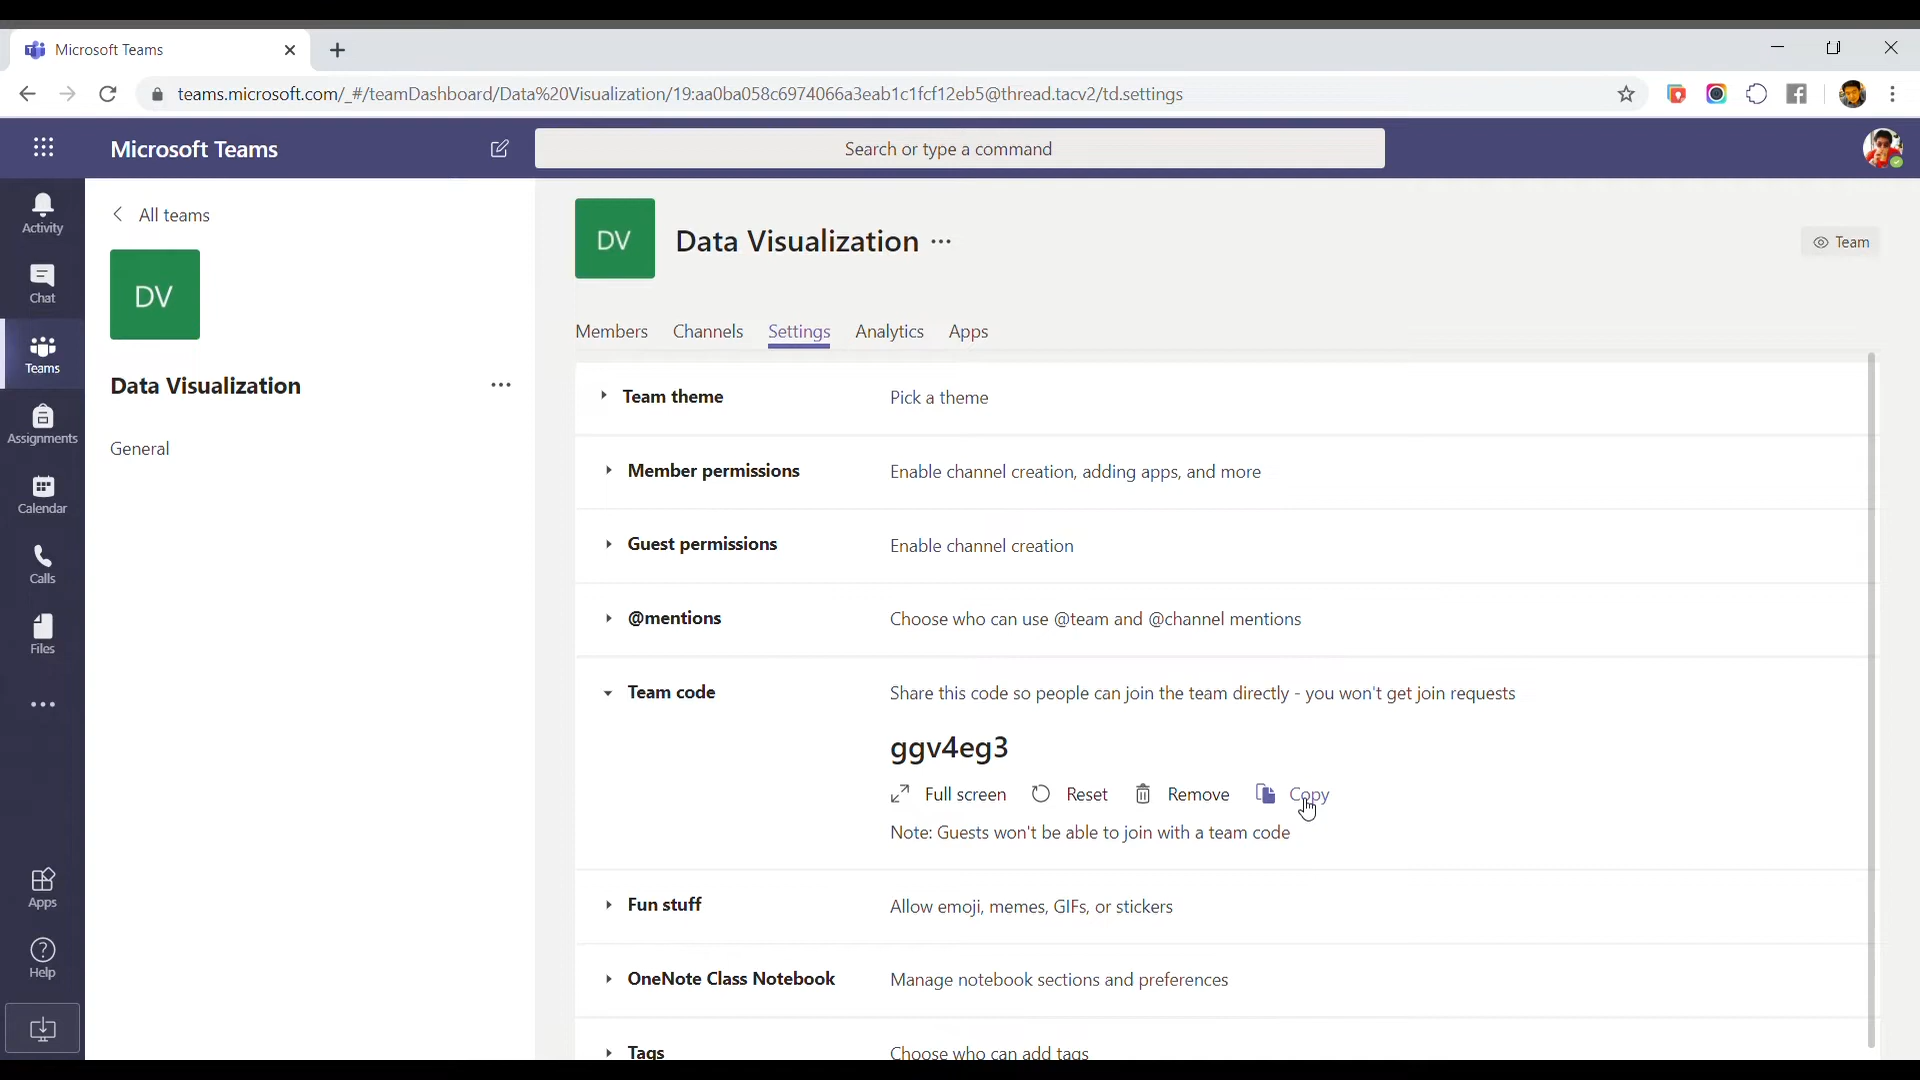 Microsoft Teams
teams.microsoft.com/_#/teamDashboard/Data%20Visualization/19:aa0ba058c6974066a3eab1c1fcf12eb5@thread.tacv2/td.settings
Microsoft Teams
Search or type a command
Activity
Chat
Teams
Assignments
Calendar
Calls
Files
Apps
Help
All teams
DV
Data Visualization
General
DV
Data Visualization
Team
Members Channels Settings Analytics Apps
Team theme Pick a theme
Member permissions Enable channel creation, adding apps, and more
Guest permissions Enable channel creation
@mentions Choose who can use @team and @channel mentions
Team code Share this code so people can join the team directly - you won't get join requests
ggv4eg3
Full screen Reset Remove Copy
Note: Guests won't be able to join with a team code
Fun stuff Allow emoji, memes, GIFs, or stickers
OneNote Class Notebook Manage notebook sections and preferences
Tags Choose who can add tags